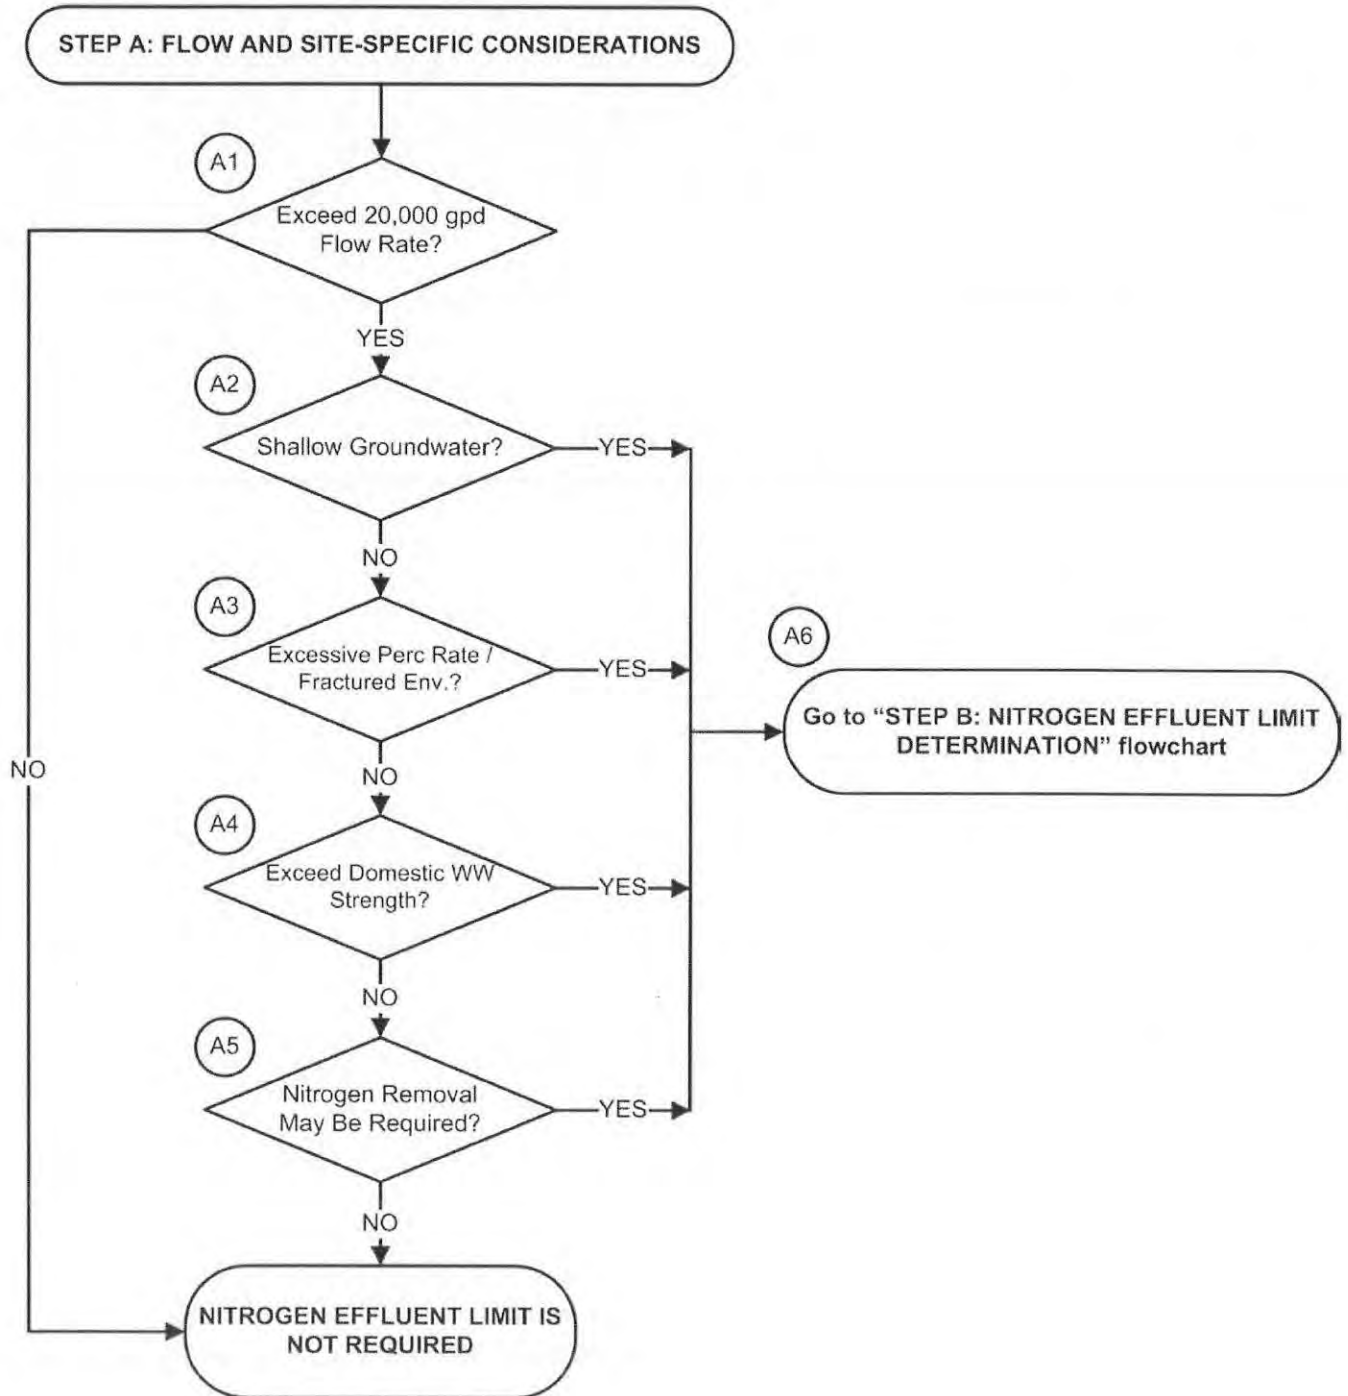 STEP A: FLOW AND SITE-SPECIFIC CONSIDERATIONS
A1
Exceed 20,000 gpd
Flow Rate?
NO
YES
A2
Shallow Groundwater?
YES
NO
A3
Excessive Perc Rate /
Fractured Env.?
YES
NO
A4
Exceed Domestic WW
Strength?
YES
NO
A5
Nitrogen Removal
May Be Required?
YES
NO
NITROGEN EFFLUENT LIMIT IS
NOT REQUIRED
A6
Go to “STEP B: NITROGEN EFFLUENT LIMIT
DETERMINATION” flowchart